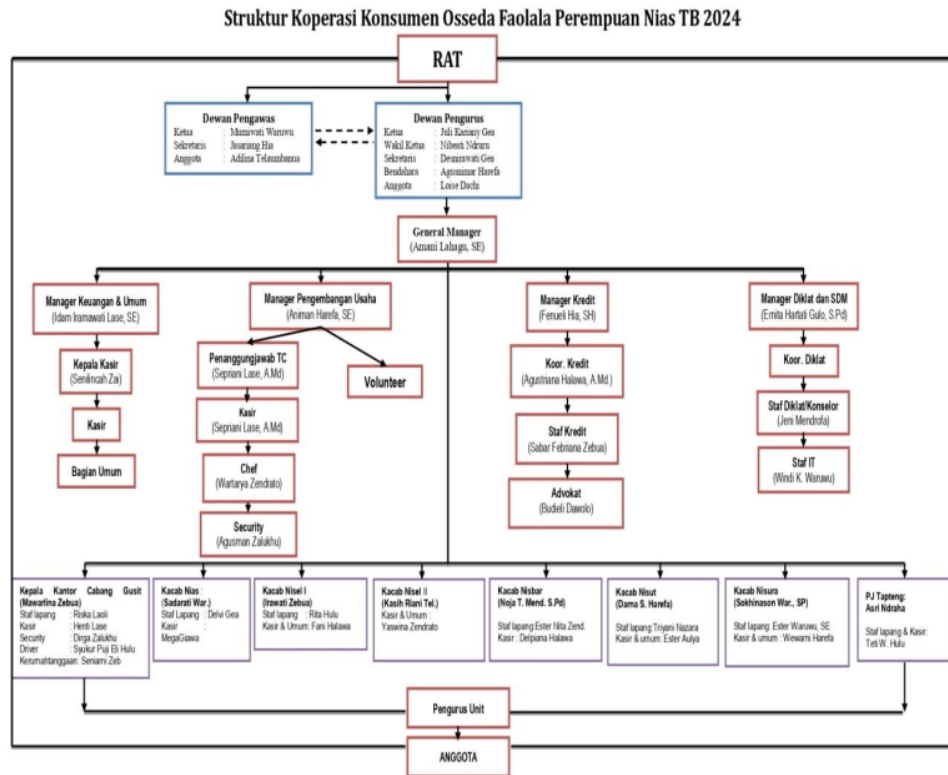 Struktur Koperasi Konsumen Osseda Faolala Perempuan Nias TB 2024
RAT
Dewan Pengawas
Ketua : Murniwati Waruwu
Sekretaris : Jasariang Hia
Anggota : Adilina Telaumbanua
Dewan Pengurus
Ketua : Juli Kariany Gea
Wakil Ketua : Nibesti Ndruru
Sekretaris : Desnirawati Gea
Bendahara : Agusnimar Harefa
Anggota : Loise Dachi
General Manager
(Amani Lahagu, SE)
Manager Keuangan & Umum
(Idam Iramawati Lase, SE)
Kepala Kasir
(Senilincah Zai)
Kasir
Bagian Umum
Manager Pengembangan Usaha
(Animan Harefa, SE)
Penanggungjawab TC
(Sepriani Lase, A.Md)
Kasir
(Sepriani Lase, A.Md)
Chef
(Wartarya Zendrato)
Security
(Agusman Zalukhu)
Volunteer
Manager Kredit
(Fenueli Hia, SH)
Koor. Kredit
(Agustriana Halawa, A.Md.)
Staf Kredit
(Sabar Febriana Zebua)
Advokat
(Budieli Dawolo)
Manager Diklat dan SDM
(Emita Hartati Gulo, S.Pd)
Koor. Diklat
Staf Diklat/Konselor
(Jeni Mendrofa)
Staf IT
(Windi K. Waruwu)
Kepala Kantor Cabang Gusit
(Mawarlina Zebua)
Staf lapang : Riska Laoli
Kasir : Henti Lase
Security : Dirga Zalukhu
Driver : Syukur Puji Eli Hulu
Kerumahtanggaan: Seniami Zeb
Kacab Nias :
(Sadarati War.)
Staf Lapang : Delvi Gea
Kasir :
MegaGiawa
Kacab Nisel I
(Irawati Zebua)
Staf lapang : Rita Hulu
Kasir & Umum: Fani Halawa
Kacab Nisel II
(Kasih Riani Tel.)
Kasir & Umum :
Yaswina Zendrato
Kacab Nisbar
(Noja T. Mend. S.Pd)
Staf lapang:Ester Nita Zend.
Kasir : Delpiana Halawa
Kacab Nisut
(Dama S. Harefa)
Staf lapang:Triyani Nazara
Kasir & umum: Ester Aulya
Kacab Nisura
(Sokhinason War., SP)
Staf lapang: Ester Waruwu, SE
Kasir & umum :Wewarni Harefa
PJ Tapteng:
Asri Ndraha
Staf lapang & Kasir:
Teti W. Hulu
Pengurus Unit
ANGGOTA